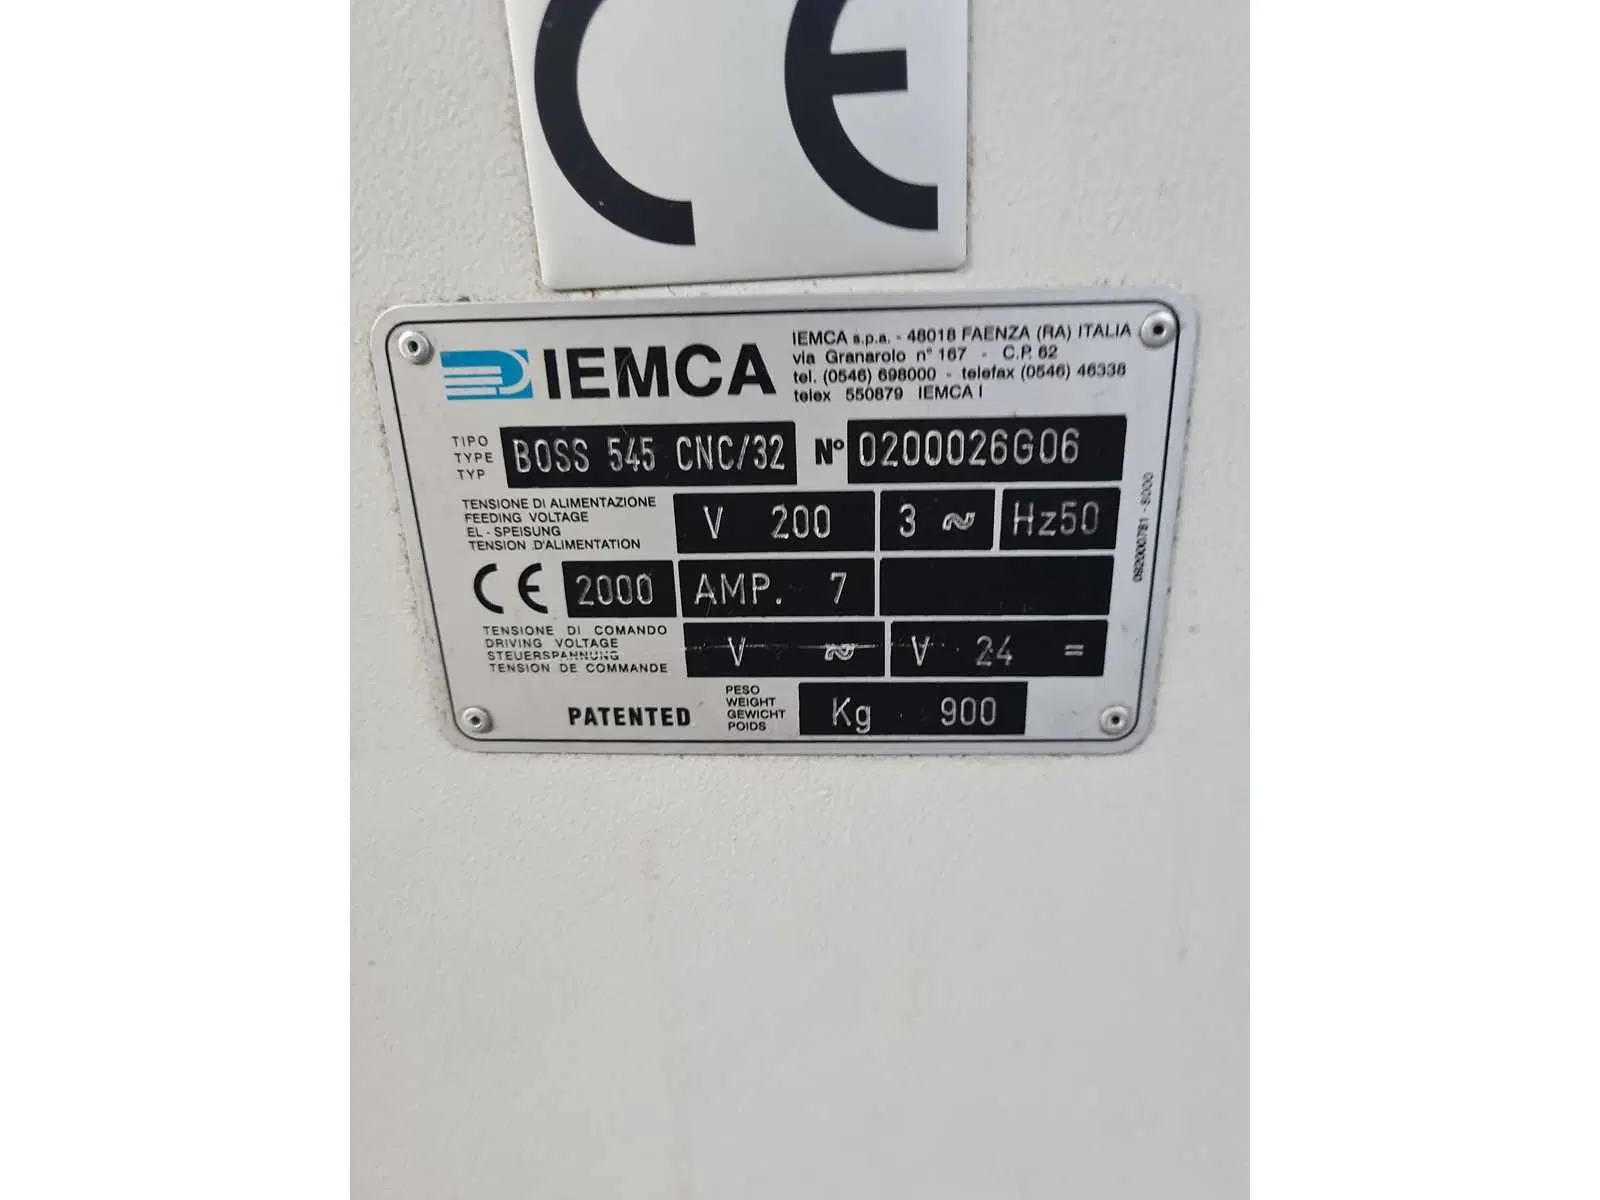 CE
IEMCA
IEMCA s.p.a. - 48018 FAENZA (RA) ITALIA
via Granarolo n° 167 - C.P. 62
tel. (0546) 698000 - telefax (0546) 46338
telex 550879 IEMCA I
TIPO
TYPE
TYP
BOSS 545 CNC/32
N° 0200026G06
TENSIONE DI ALIMENTAZIONE
FEEDING VOLTAGE
EL - SPEISUNG
TENSION D'ALIMENTATION
V 200
3 ~
Hz50
CE 2000
AMP. 7
TENSIONE DI COMANDO
DRIVING VOLTAGE
STEUERSPANNUNG
TENSION DE COMMANDE
V ~
V 24 =
PATENTED
PESO
WEIGHT
GEWICHT
POIDS
Kg 900
092000781 - 8000